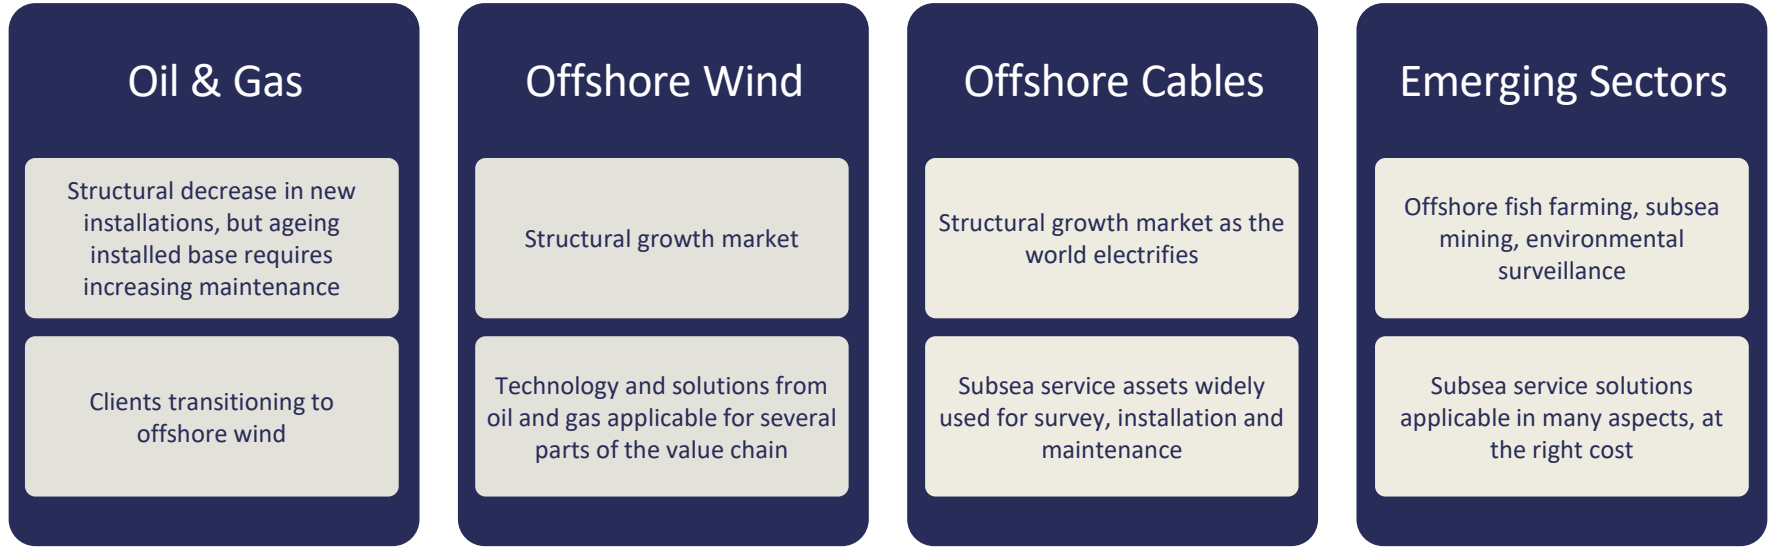 Oil & Gas
Structural decrease in new
installations, but ageing
installed base requires
increasing maintenance
Clients transitioning to
offshore wind
Offshore Wind
Structural growth market
Technology and solutions from
oil and gas applicable for several
parts of the value chain
Offshore Cables
Structural growth market as the
world electrifies
Subsea service assets widely
used for survey, installation and
maintenance
Emerging Sectors
Offshore fish farming, subsea
mining, environmental
surveillance
Subsea service solutions
applicable in many aspects, at
the right cost